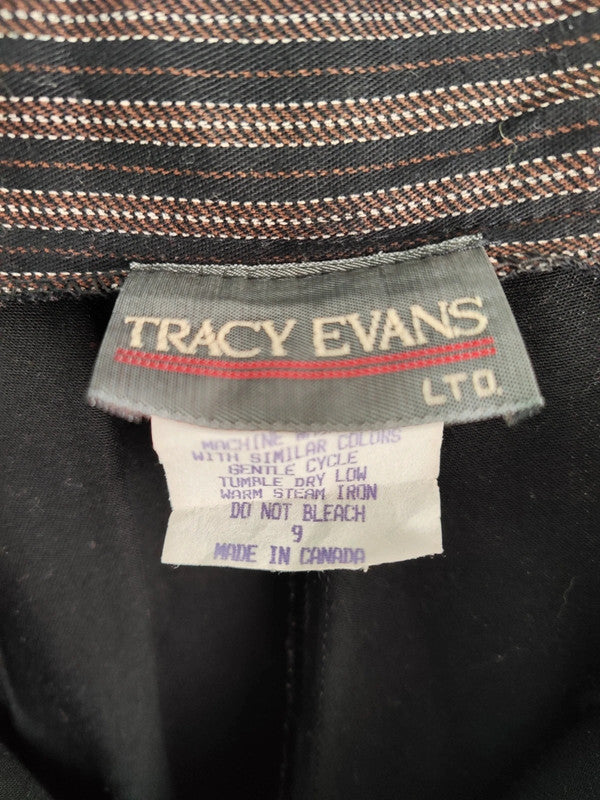 TRACY EVANS
LTD.
MACHINE
WITH SIMILAR COLORS
GENTLE CYCLE
TUMBLE DRY LOW
WARM STEAM IRON
DO NOT BLEACH
9
MADE IN CANADA